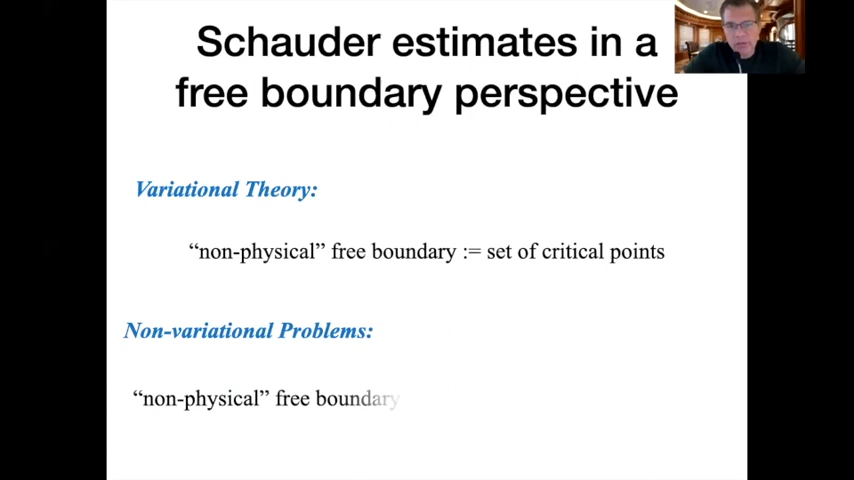 Schauder estimates in a
free boundary perspective
Variational Theory:
“non-physical” free boundary := set of critical points
Non-variational Problems:
“non-physical” free boundary